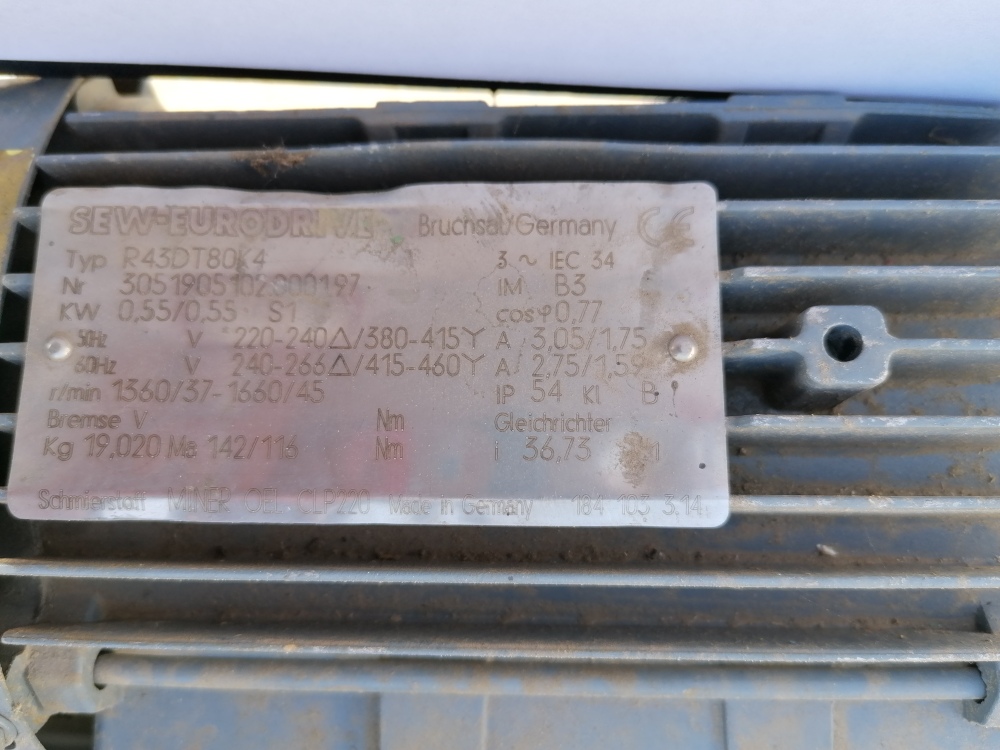 SEW-EURODRIVE Bruchsal/Germany CE
Typ R43DT80K4 3 ~ IEC 34
Nr 3051905102 000197 IM B3
KW 0,55/0,55 S1 cosφ 0,77
50Hz V 220-240△/380-415Y A 3,05/1,75
60Hz V 240-266△/415-460Y A 2,75/1,59
r/min 1360/37-1660/45 IP 54 Kl B
Bremse V Nm Gleichrichter
Kg 19,020 Ma 142/116 Nm i 36,73
Schmierstoff MINER OEL CLP220 Made in Germany 184 103 3.14